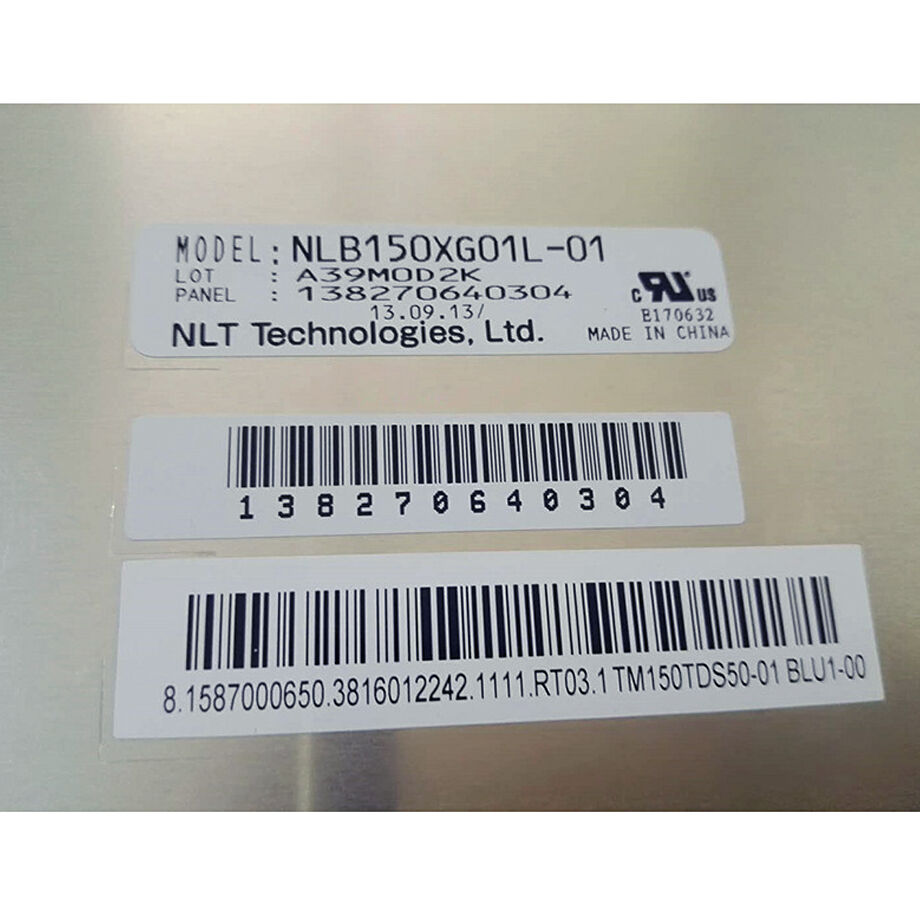 MODEL: NLB150XG01L-01
LOT : A39M0D2K
PANEL : 138270640304
13.09.13/
NLT Technologies, Ltd.
c RU US
E170632
MADE IN CHINA
138270640304
8.1587000650.3816012242.1111.RT03.1 TM150TDS50-01 BLU1-00